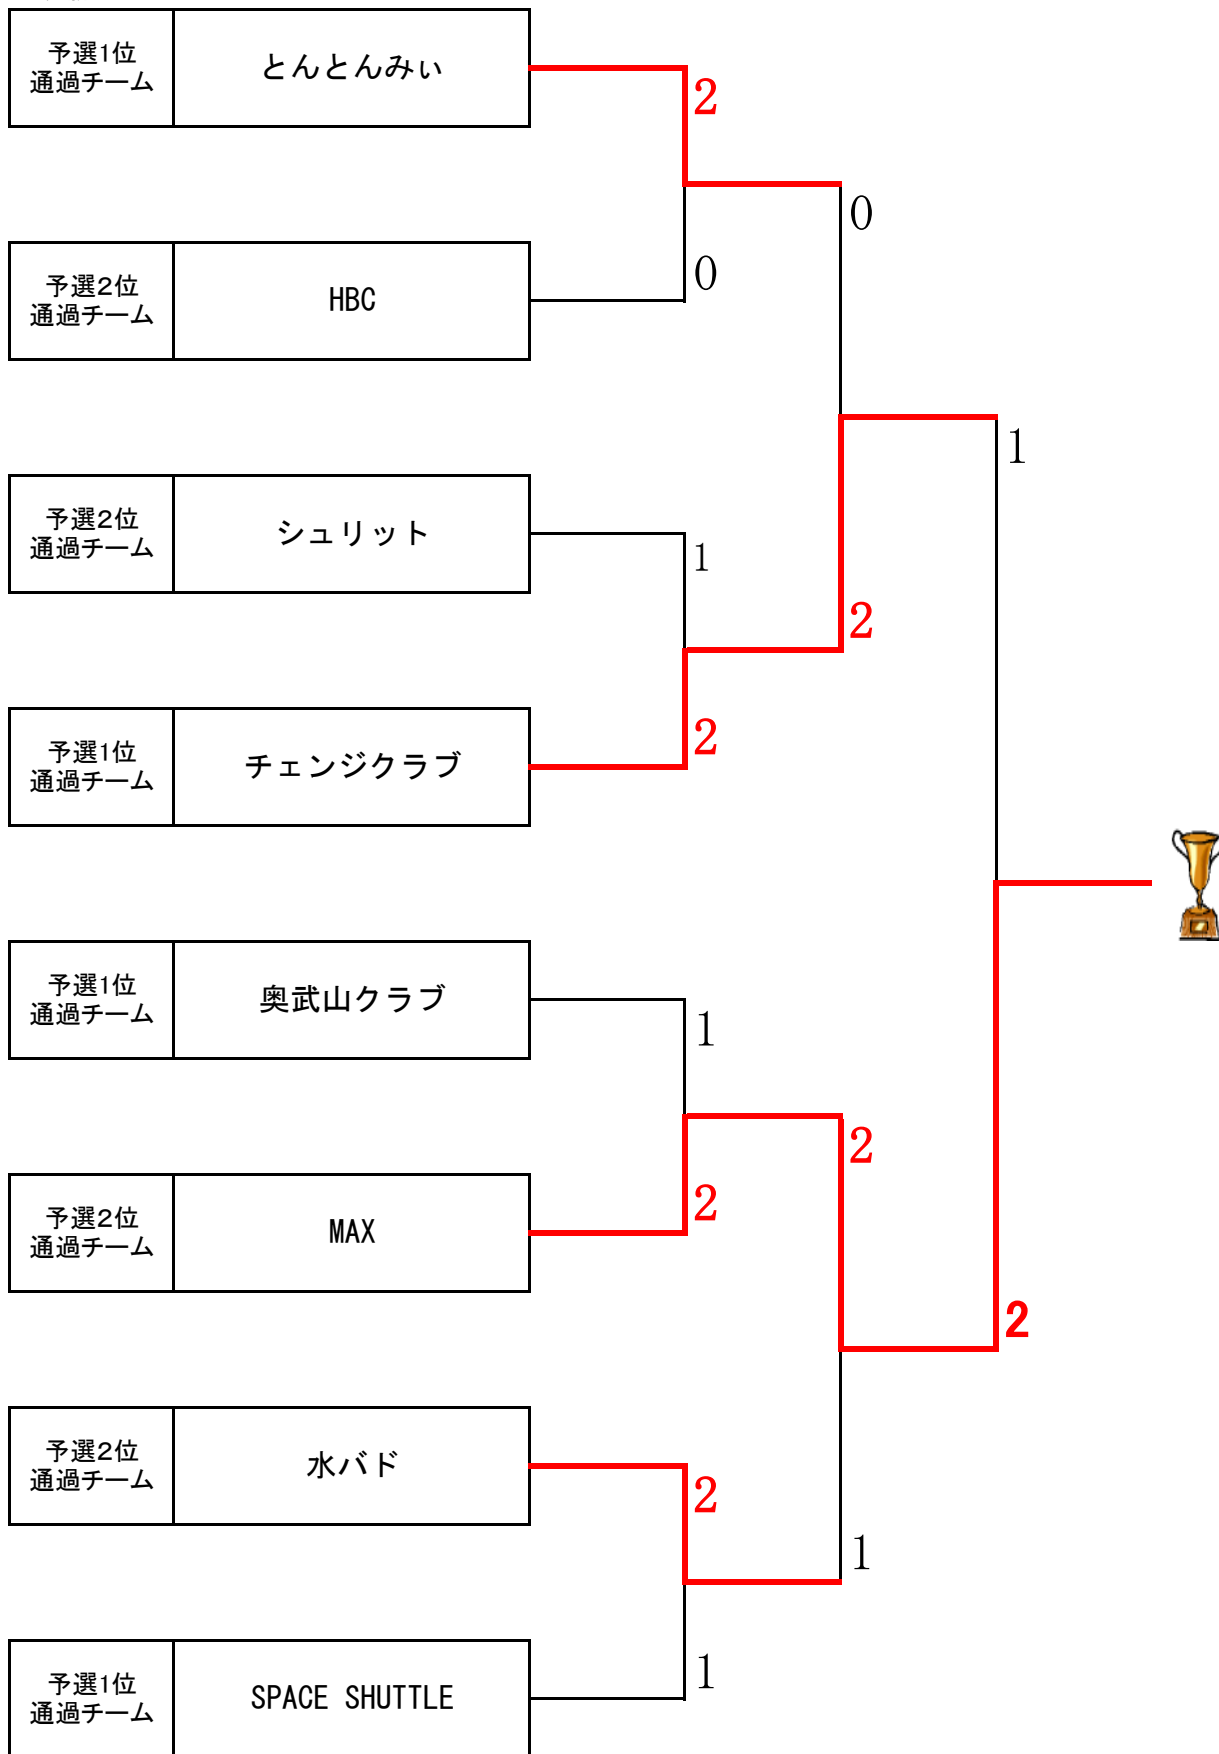 予選1位
通過チーム
とんとんみぃ
2
0
予選2位
通過チーム
HBC
0
予選2位
通過チーム
シュリット
1
1
2
予選1位
通過チーム
チェンジクラブ
2
予選1位
通過チーム
奥武山クラブ
1
2
予選2位
通過チーム
MAX
2
2
予選2位
通過チーム
水バド
2
1
予選1位
通過チーム
SPACE SHUTTLE
1